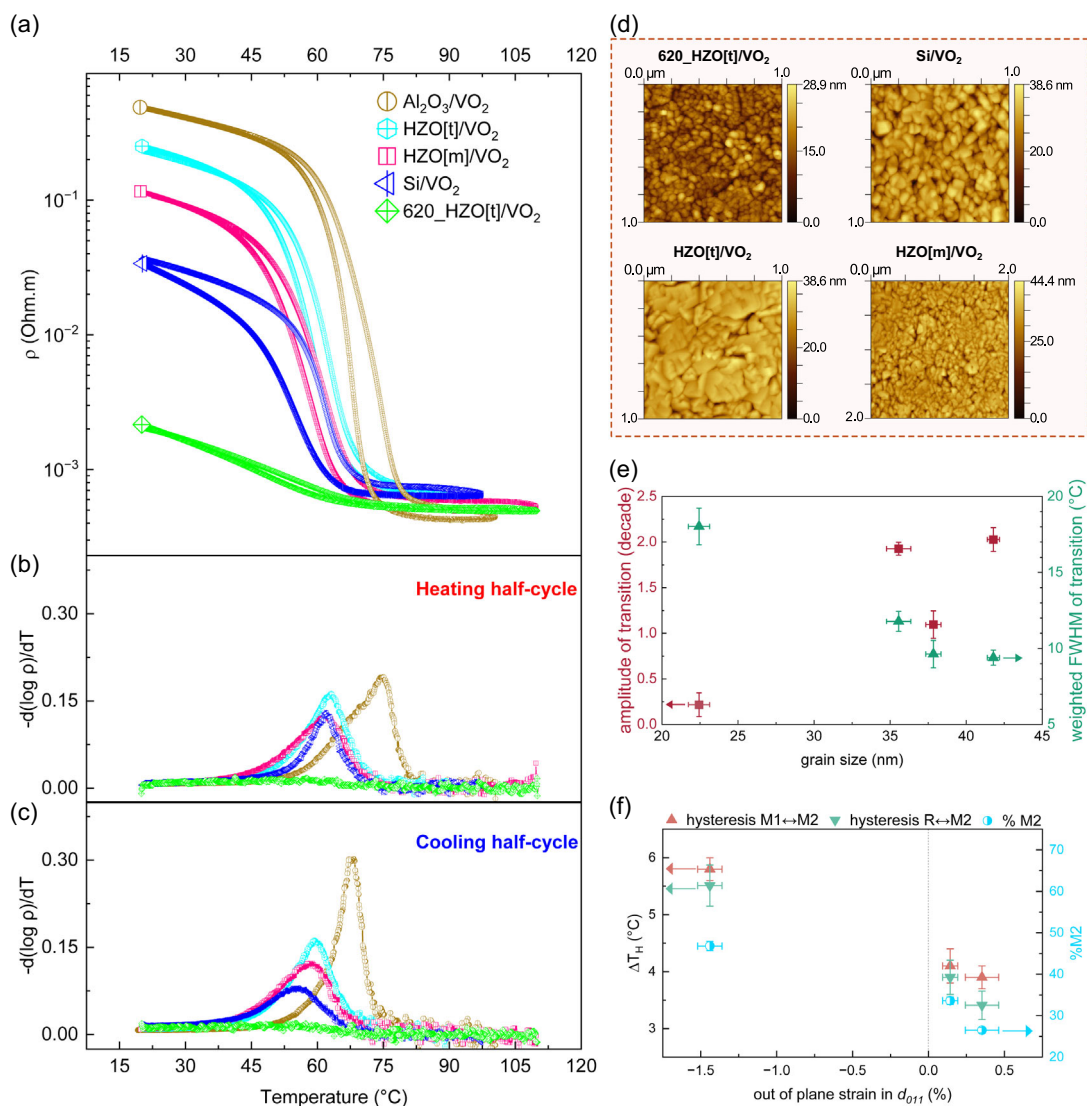 (a)
15 30 45 60 75 90 105 120
Al₂O₃/VO₂
HZO[t]/VO₂
HZO[m]/VO₂
Si/VO₂
620_HZO[t]/VO₂
10⁻¹
10⁻²
10⁻³
ρ (Ohm.m)
(b)
Heating half-cycle
0.30
0.15
0.00
-d(log ρ)/dT
(c)
Cooling half-cycle
0.30
0.15
0.00
-d(log ρ)/dT
15 30 45 60 75 90 105 120
Temperature (°C)
(d)
620_HZO[t]/VO₂
0.0 μm 1.0
28.9 nm
15.0
0.0
1.0
Si/VO₂
0.0 μm 1.0
38.6 nm
20.0
0.0
1.0
HZO[t]/VO₂
0.0 μm 1.0
38.6 nm
20.0
0.0
1.0
HZO[m]/VO₂
0.0 μm 2.0
44.4 nm
25.0
0.0
2.0
(e)
2.5
2.0
1.5
1.0
0.5
0.0
amplitude of transition (decade)
20
15
10
5
weighted FWHM of transition (°C)
20 25 30 35 40 45
grain size (nm)
(f)
hysteresis M1↔M2 hysteresis R↔M2 % M2
6
5
4
3
ΔT_H (°C)
70
60
50
40
30
20
%M2
−1.5 −1.0 −0.5 0.0 0.5
out of plane strain in d₀₁₁ (%)